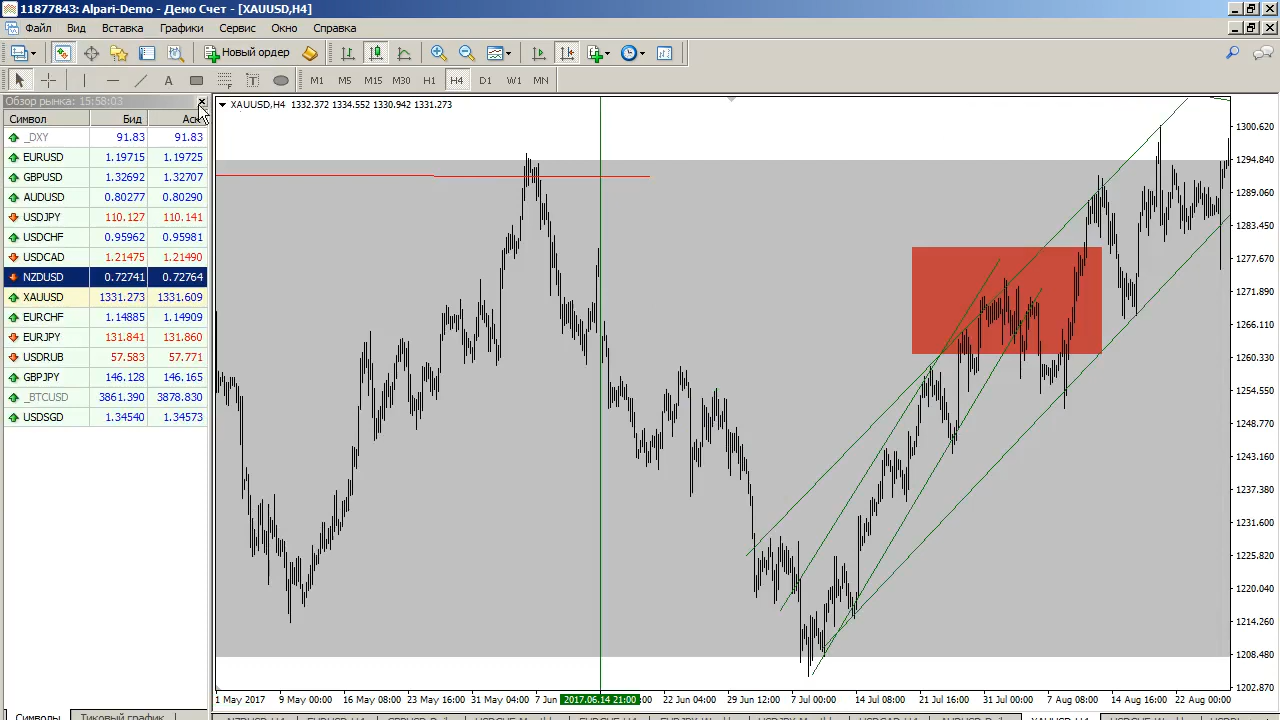 11877843: Alpari-Demo - Демо Счет - [XAUUSD,H4]
Файл Вид Вставка Графики Сервис Окно Справка
Новый ордер
A T M1 M5 M15 M30 H1 H4 D1 W1 MN
Обзор рынка: 15:58:03
Символ Бид Аск
_DXY 91.83 91.83
EURUSD 1.19715 1.19725
GBPUSD 1.32692 1.32707
AUDUSD 0.80277 0.80290
USDJPY 110.127 110.141
USDCHF 0.95962 0.95981
USDCAD 1.21475 1.21490
NZDUSD 0.72741 0.72764
XAUUSD 1331.273 1331.609
EURCHF 1.14885 1.14909
EURJPY 131.841 131.860
USDRUB 57.583 57.771
GBPJPY 146.128 146.165
_BTCUSD 3861.390 3878.830
USDSGD 1.34540 1.34573
XAUUSD,H4 1332.372 1334.552 1330.942 1331.273
1300.620
1294.840
1289.060
1283.450
1277.670
1271.890
1266.110
1260.330
1254.550
1248.770
1243.160
1237.380
1231.600
1225.820
1220.040
1214.260
1208.480
1202.870
1 May 2017 9 May 00:00 16 May 08:00 23 May 16:00 31 May 04:00 7 Jun 2017.06.14 21:00 :00 22 Jun 04:00 29 Jun 12:00 7 Jul 00:00 14 Jul 08:00 21 Jul 16:00 31 Jul 00:00 7 Aug 08:00 14 Aug 16:00 22 Aug 00:00
Символы Тиковый график